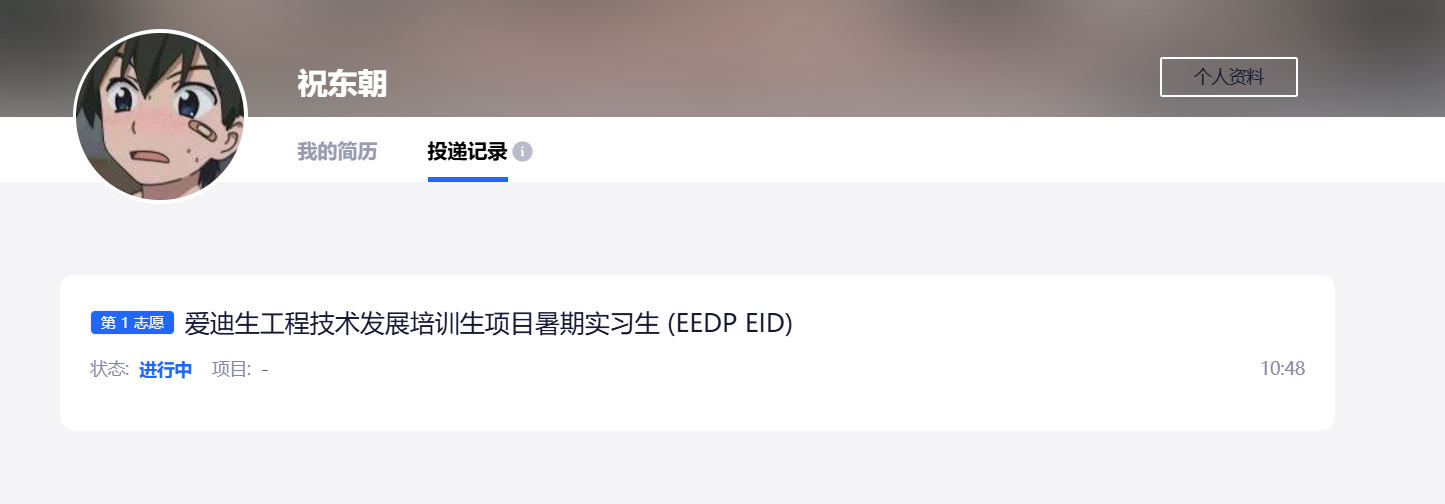 祝东朝
个人资料
我的简历 投递记录
第 1 志愿 爱迪生工程技术发展培训生项目暑期实习生 (EEDP EID)
状态: 进行中 项目: - 10:48